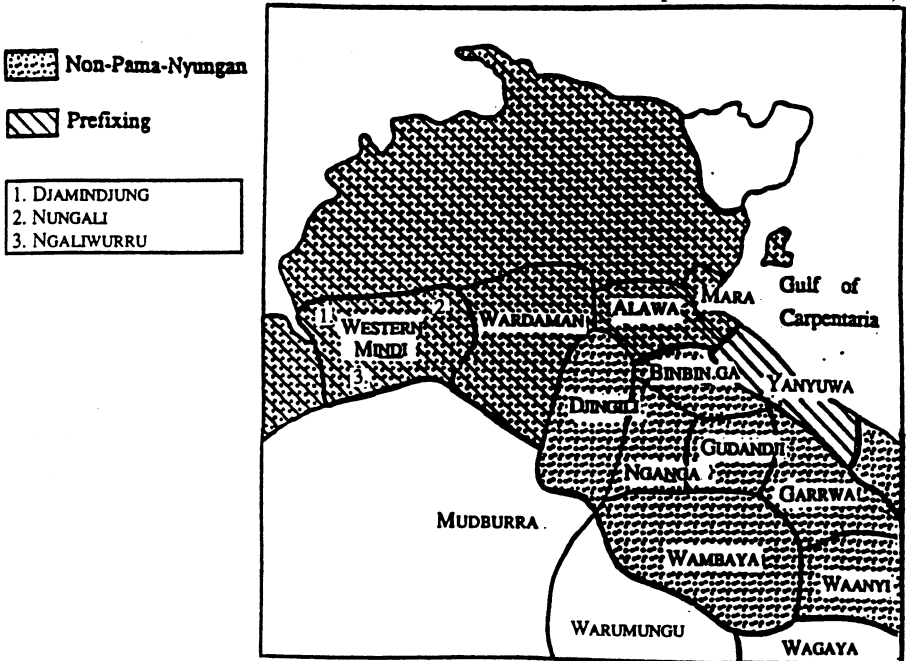 Non-Pama-Nyungan
Prefixing
1. DJAMINDJUNG
2. NUNGALI
3. NGALIWURRU
MARA
Gulf of
Carpentaria
1.
2.
WESTERN
MINDI
3.
WARDAMAN
ALAWA
BINBIN.GA
YANYUWA
DJINGILI
GUDANDJI
NGANGA
GARRWA
MUDBURRA
WAMBAYA
WAANYI
WARUMUNGU
WAGAYA